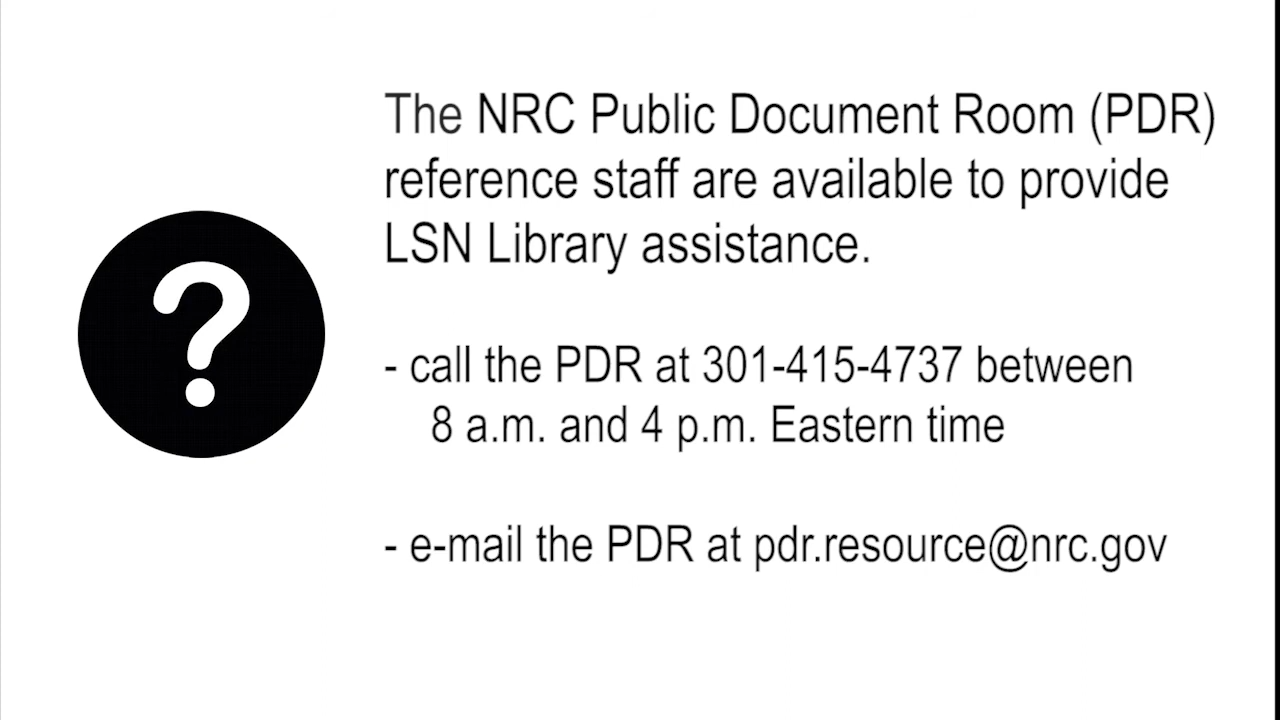 The NRC Public Document Room (PDR)
reference staff are available to provide
LSN Library assistance.
- call the PDR at 301-415-4737 between
8 a.m. and 4 p.m. Eastern time
- e-mail the PDR at pdr.resource@nrc.gov
?